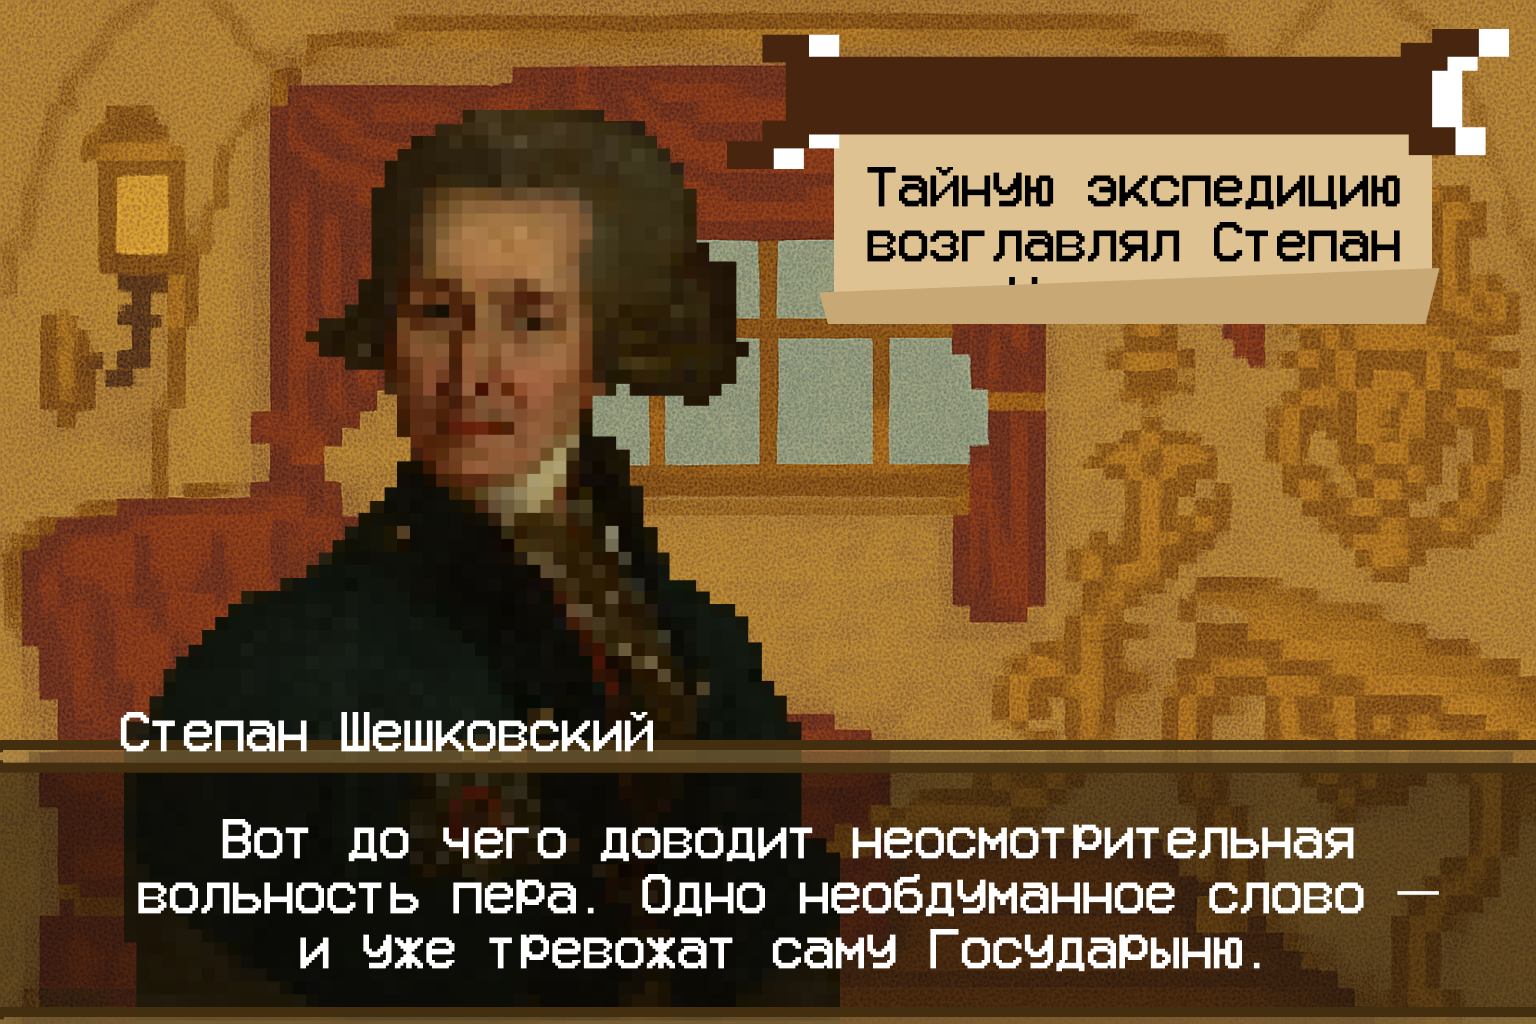 Тайную экспедицию
возглавлял Степан
Степан Шешковский
Вот до чего доводит неосмотрительная
вольность пера. Одно необдуманное слово —
и уже тревожат саму Государыню.